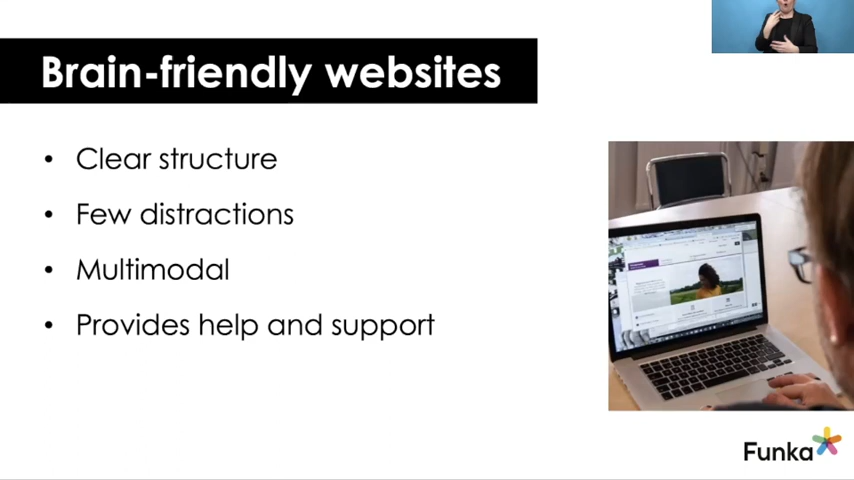 Brain-friendly websites
• Clear structure
• Few distractions
• Multimodal
• Provides help and support
Funka